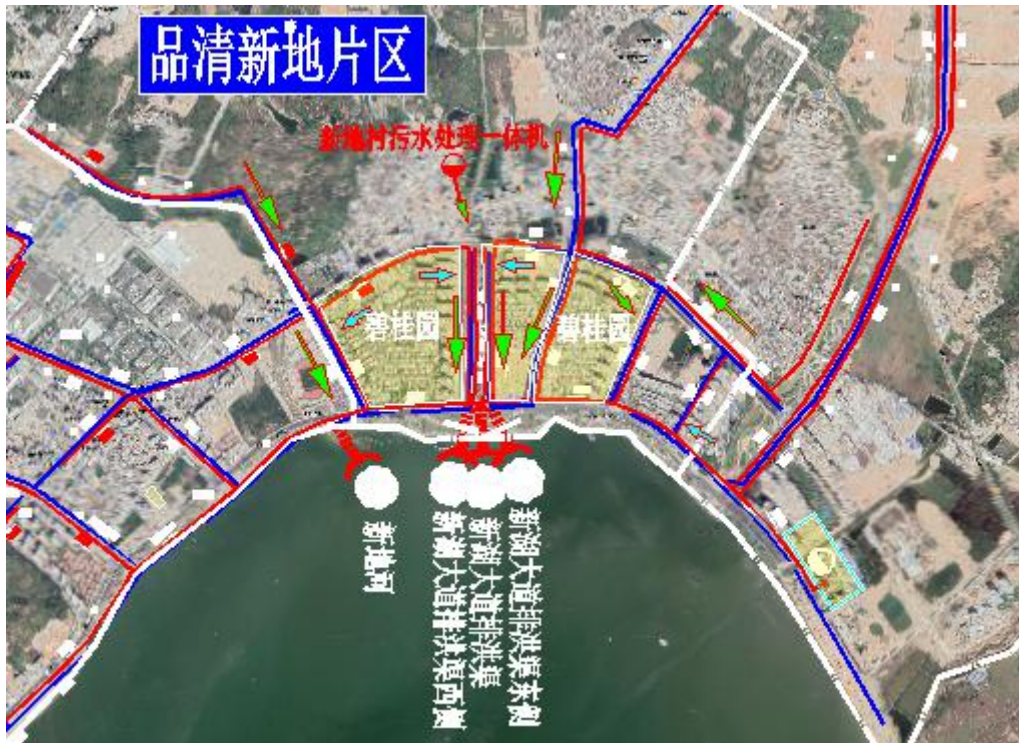 品清新地片区
新地村污水处理一体机
碧桂园
碧桂园
新地河
新湖大道排洪渠西侧
新湖大道排洪渠
新湖大道排洪渠东侧